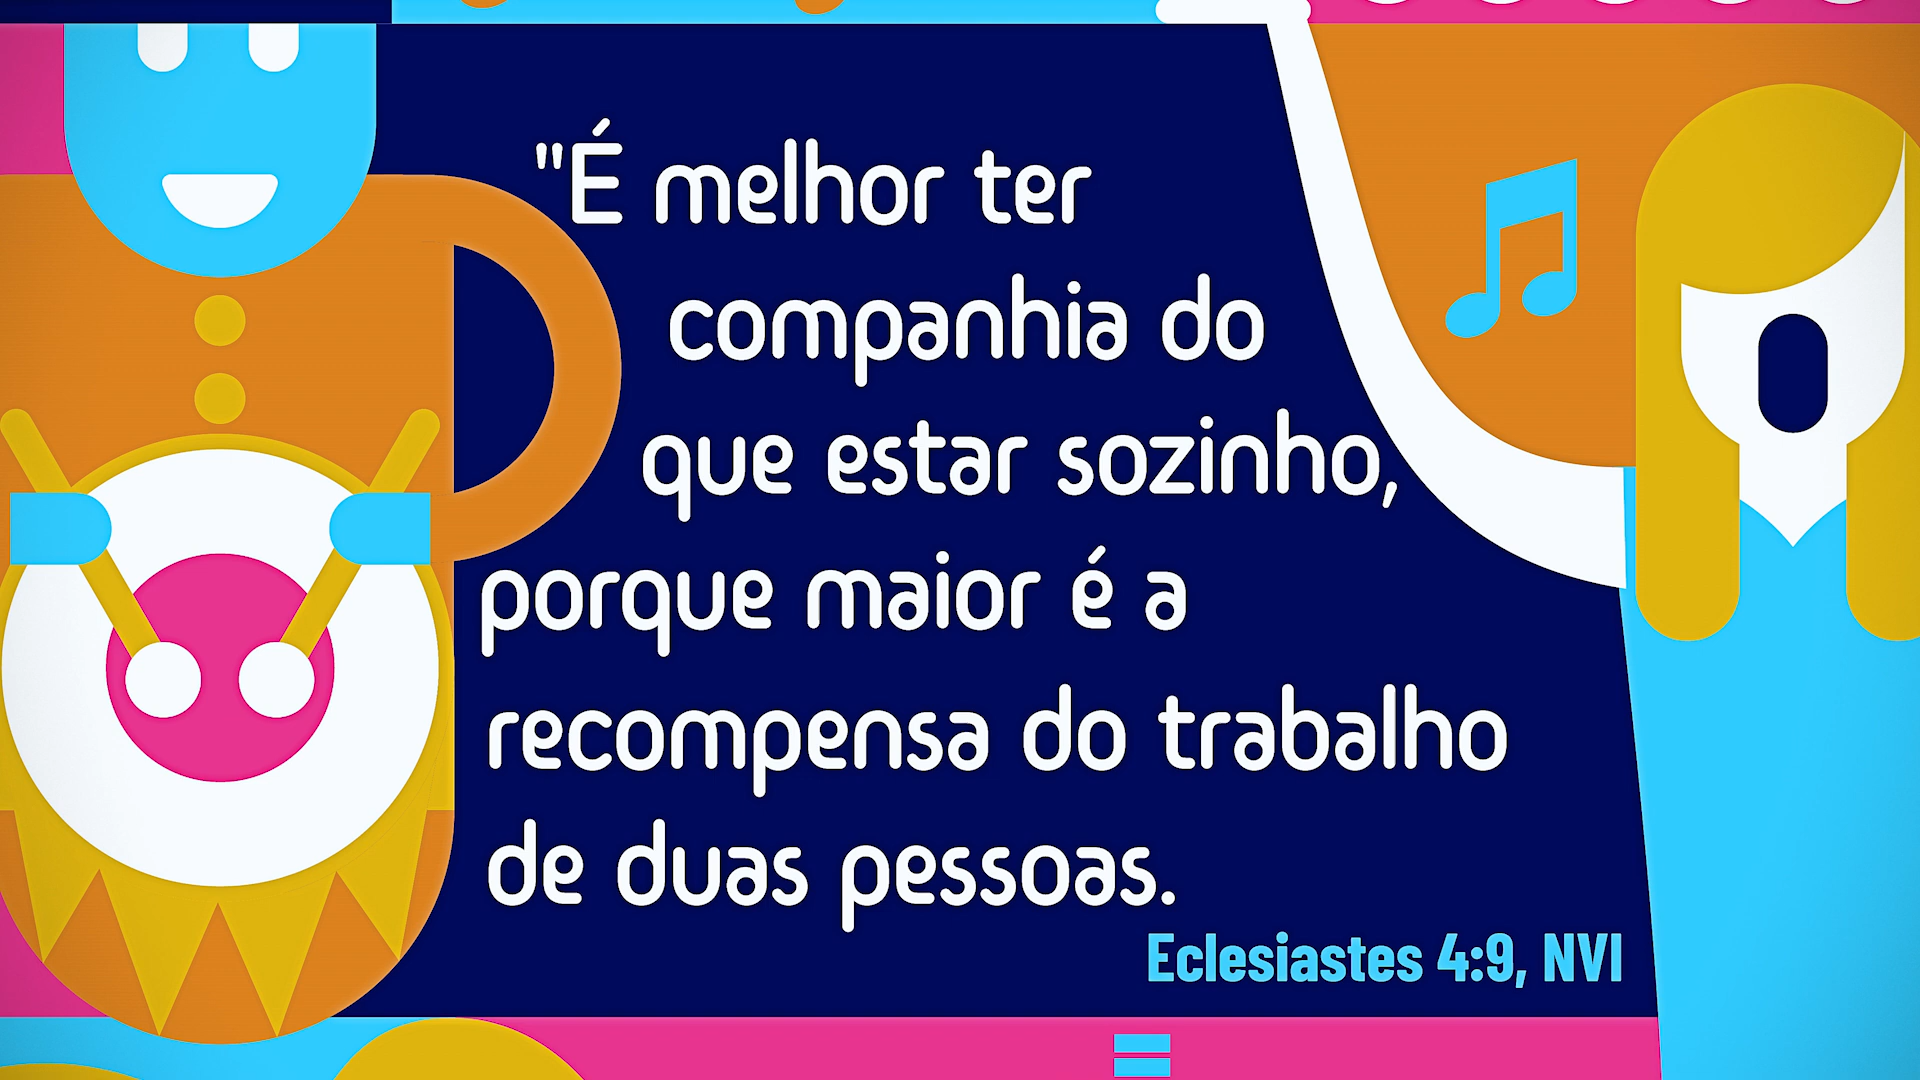 "É melhor ter
companhia do
que estar sozinho,
porque maior é a
recompensa do trabalho
de duas pessoas.
Eclesiastes 4:9, NVI